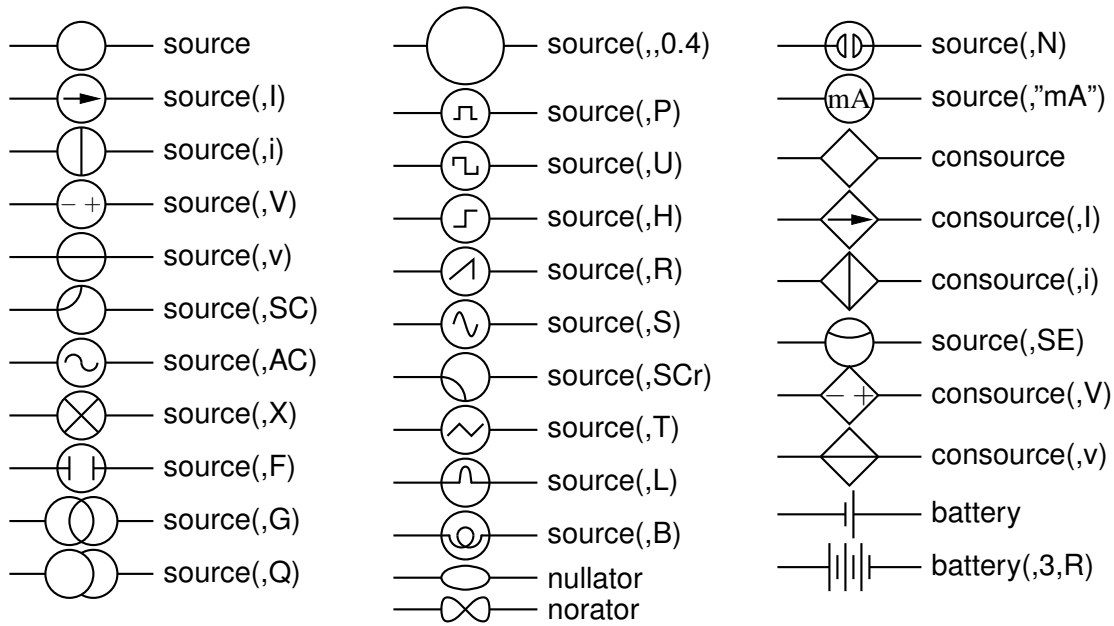 source
source(,I)
source(,i)
− +
source(,V)
source(,v)
source(,SC)
source(,AC)
source(,X)
source(,F)
source(,G)
source(,Q)
source(,,0.4)
source(,P)
source(,U)
source(,H)
source(,R)
source(,S)
source(,SCr)
source(,T)
source(,L)
source(,B)
nullator
norator
source(,N)
mA
source(,”mA”)
consource
consource(,I)
consource(,i)
source(,SE)
− +
consource(,V)
consource(,v)
battery
battery(,3,R)